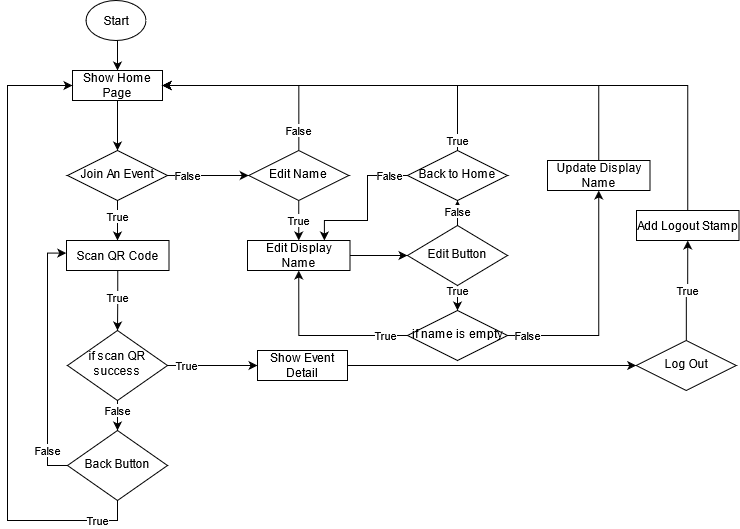 Start
Show Home
Page
False
True
Join An Event
False
Edit Name
False
Back to Home
Update Display
Name
True
True
False
Add Logout Stamp
Scan QR Code
Edit Display
Name
Edit Button
True
True
True
if name is empty
True
False
if scan QR
success
True
Show Event
Detail
Log Out
False
False
Back Button
True